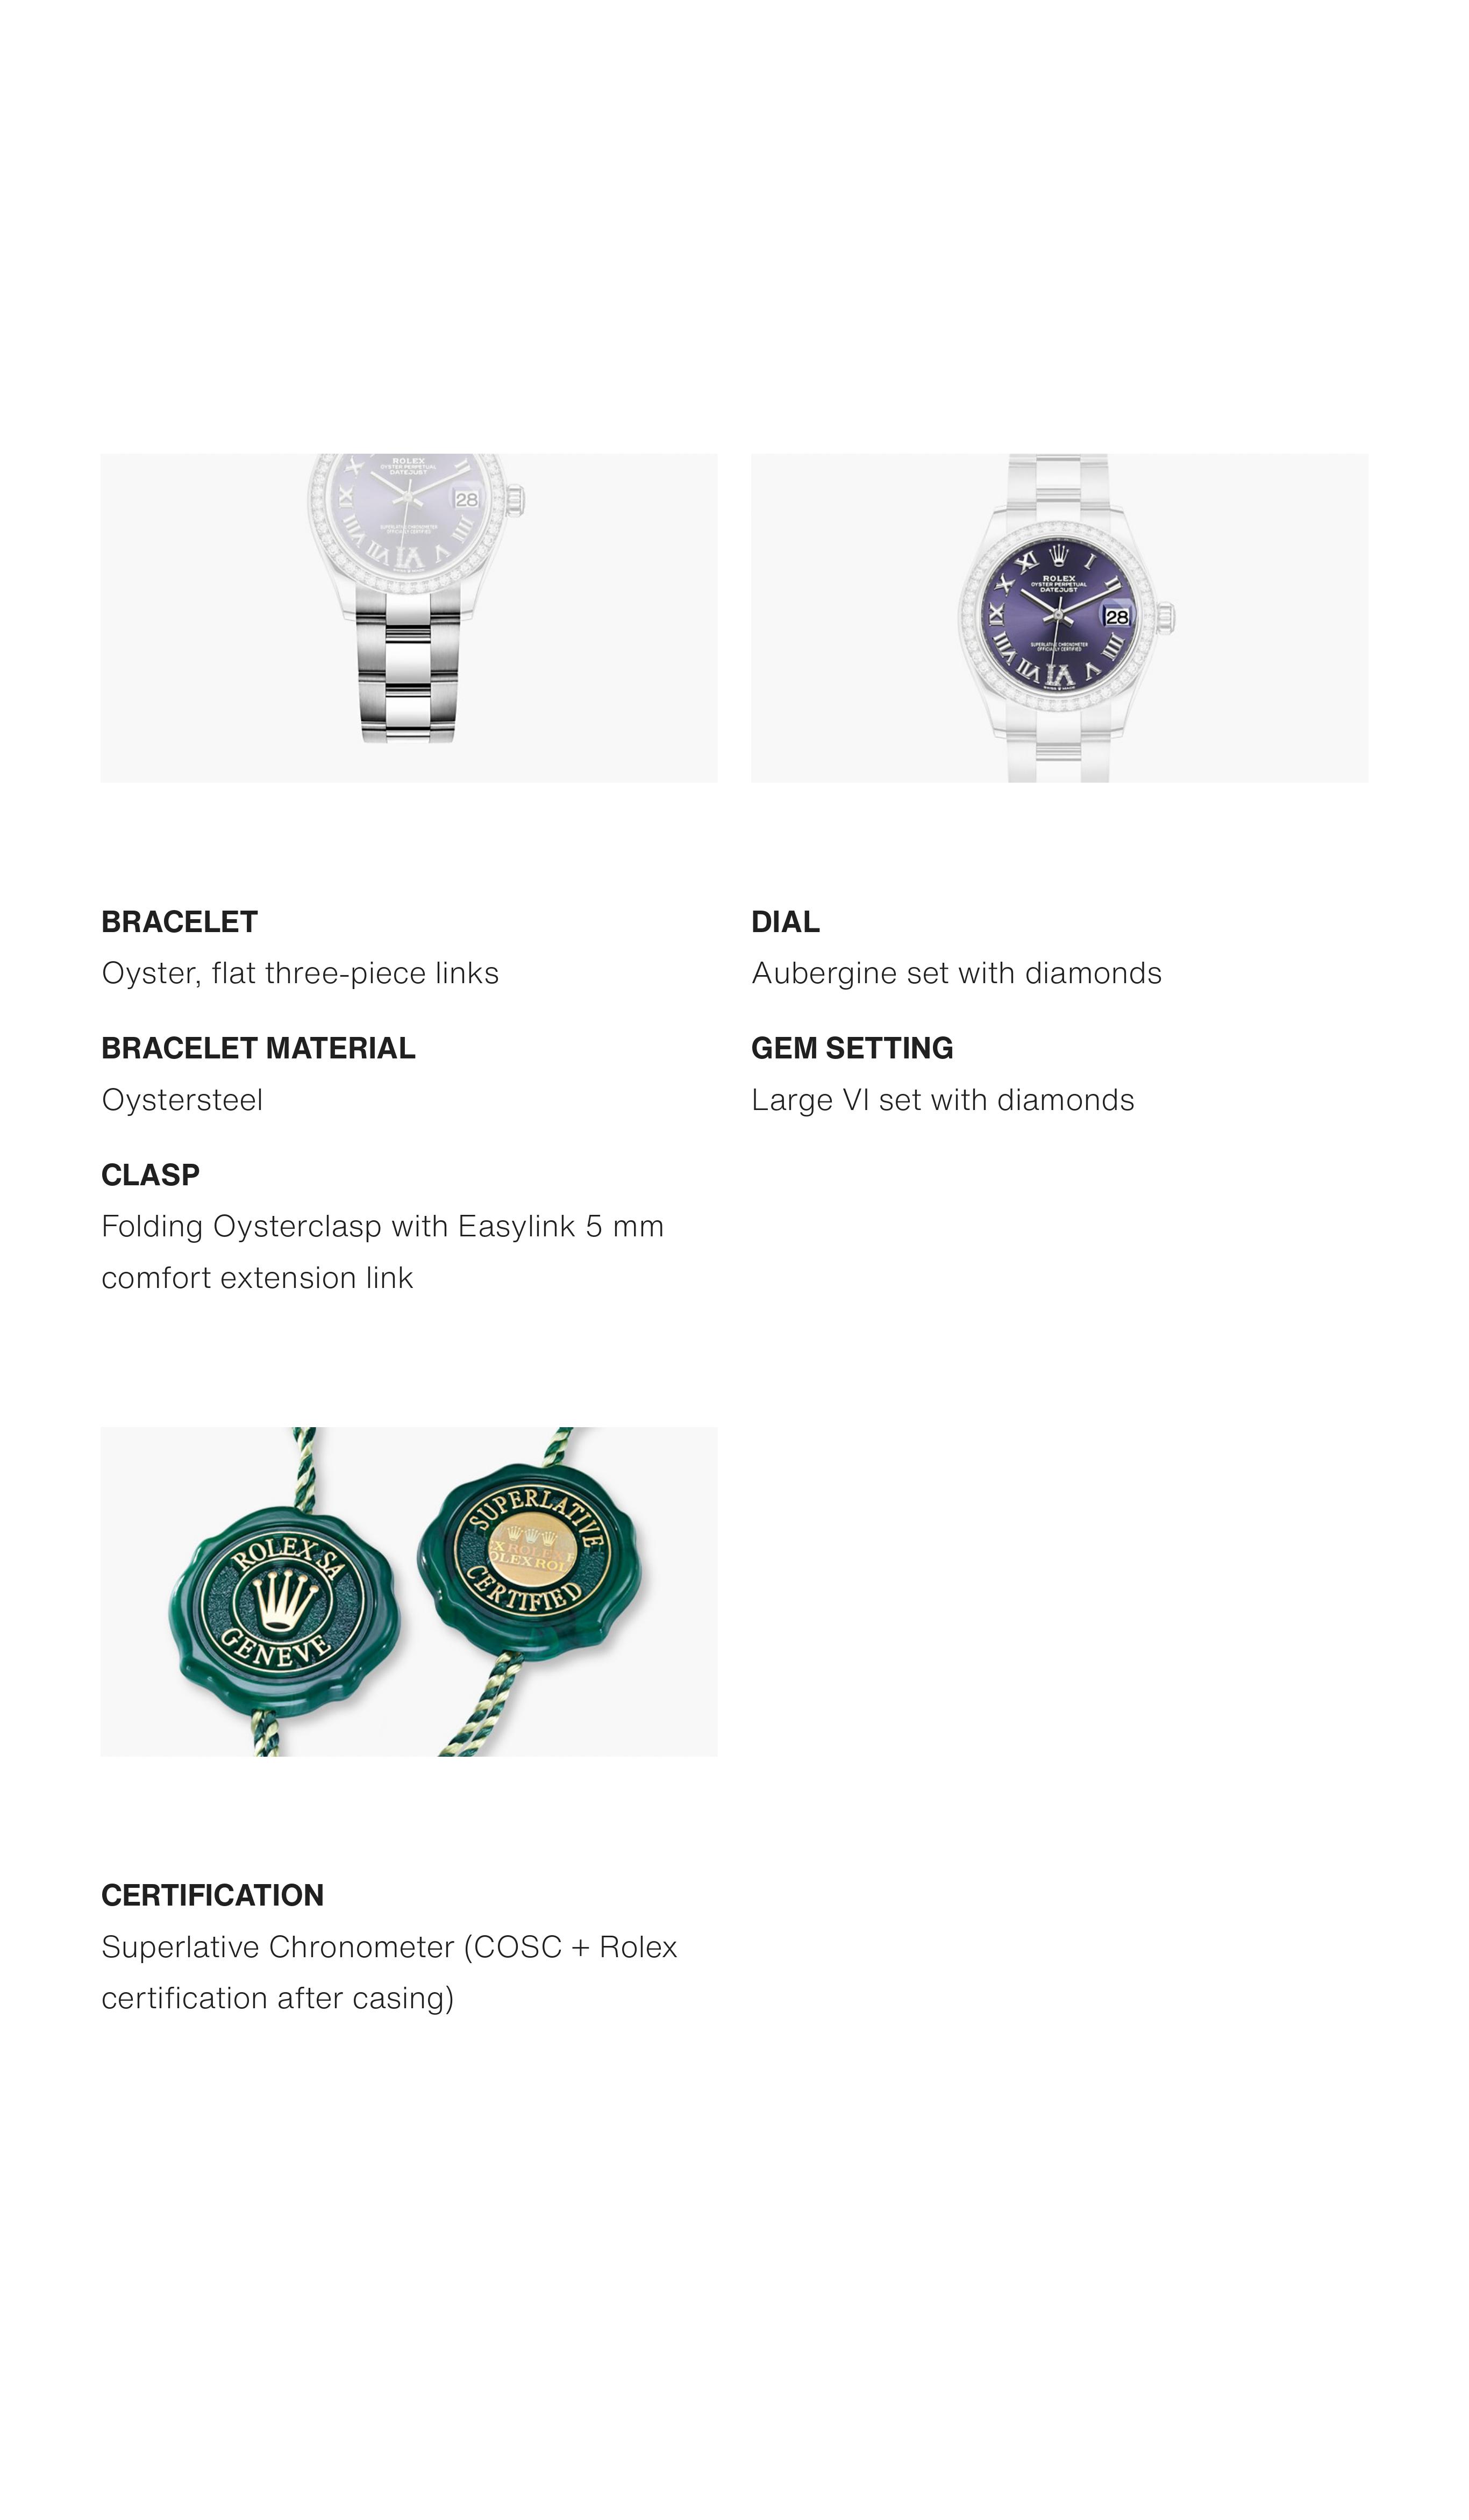 ROLEX
OYSTER PERPETUAL
DATEJUST
28
SUPERLATIVE CHRONOMETER
OFFICIALLY CERTIFIED
ROLEX
OYSTER PERPETUAL
DATEJUST
28
SUPERLATIVE CHRONOMETER
OFFICIALLY CERTIFIED
BRACELET
Oyster, flat three-piece links
BRACELET MATERIAL
Oystersteel
CLASP
Folding Oysterclasp with Easylink 5 mm
comfort extension link
DIAL
Aubergine set with diamonds
GEM SETTING
Large VI set with diamonds
ROLEX SA
GENEVE
SUPERLATIVE
CERTIFIED
CERTIFICATION
Superlative Chronometer (COSC + Rolex
certification after casing)